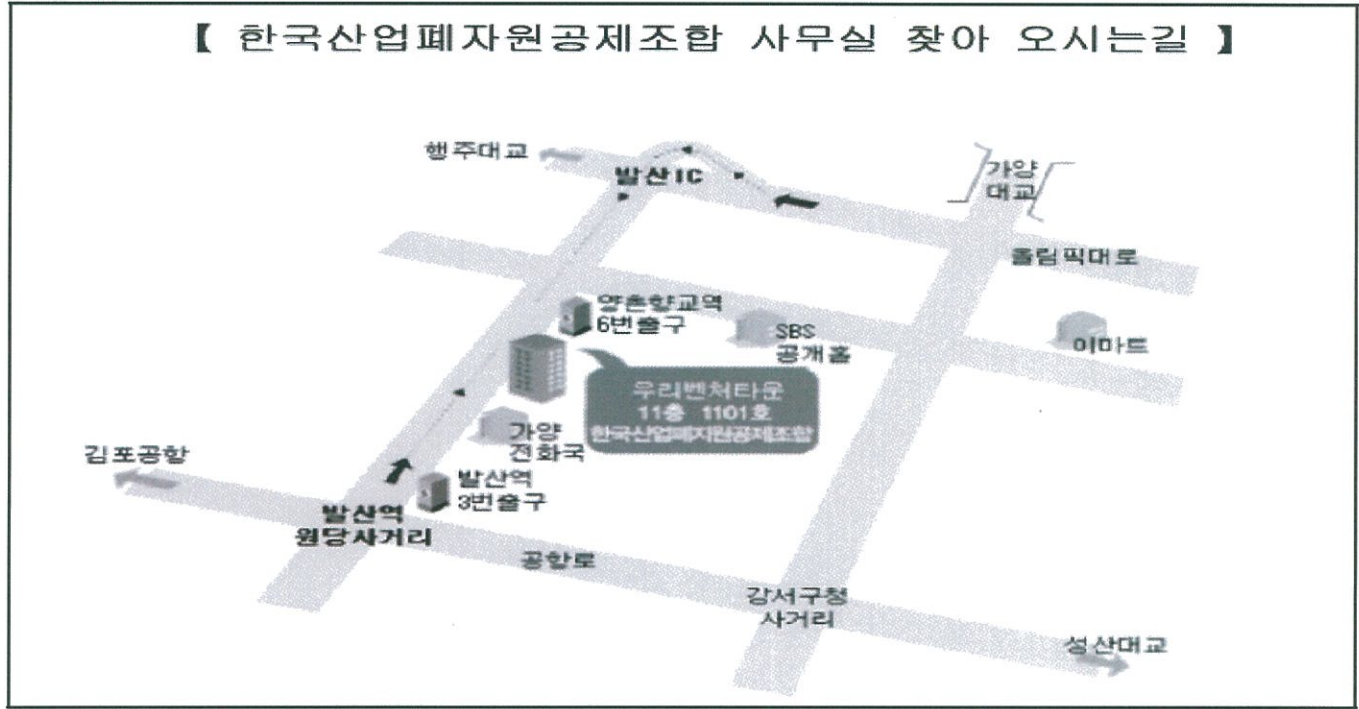 【 한국산업폐자원공제조합 사무실 찾아 오시는길 】
행주대교
발산IC
가양
대교
올림픽대로
양촌향교역
6번출구
SBS
공개홀
이마트
우리벤처타운
11층 1101호
한국산업폐자원공제조합
가양
전화국
김포공항
발산역
3번출구
발산역
원당사거리
공항로
강서구청
사거리
성산대교